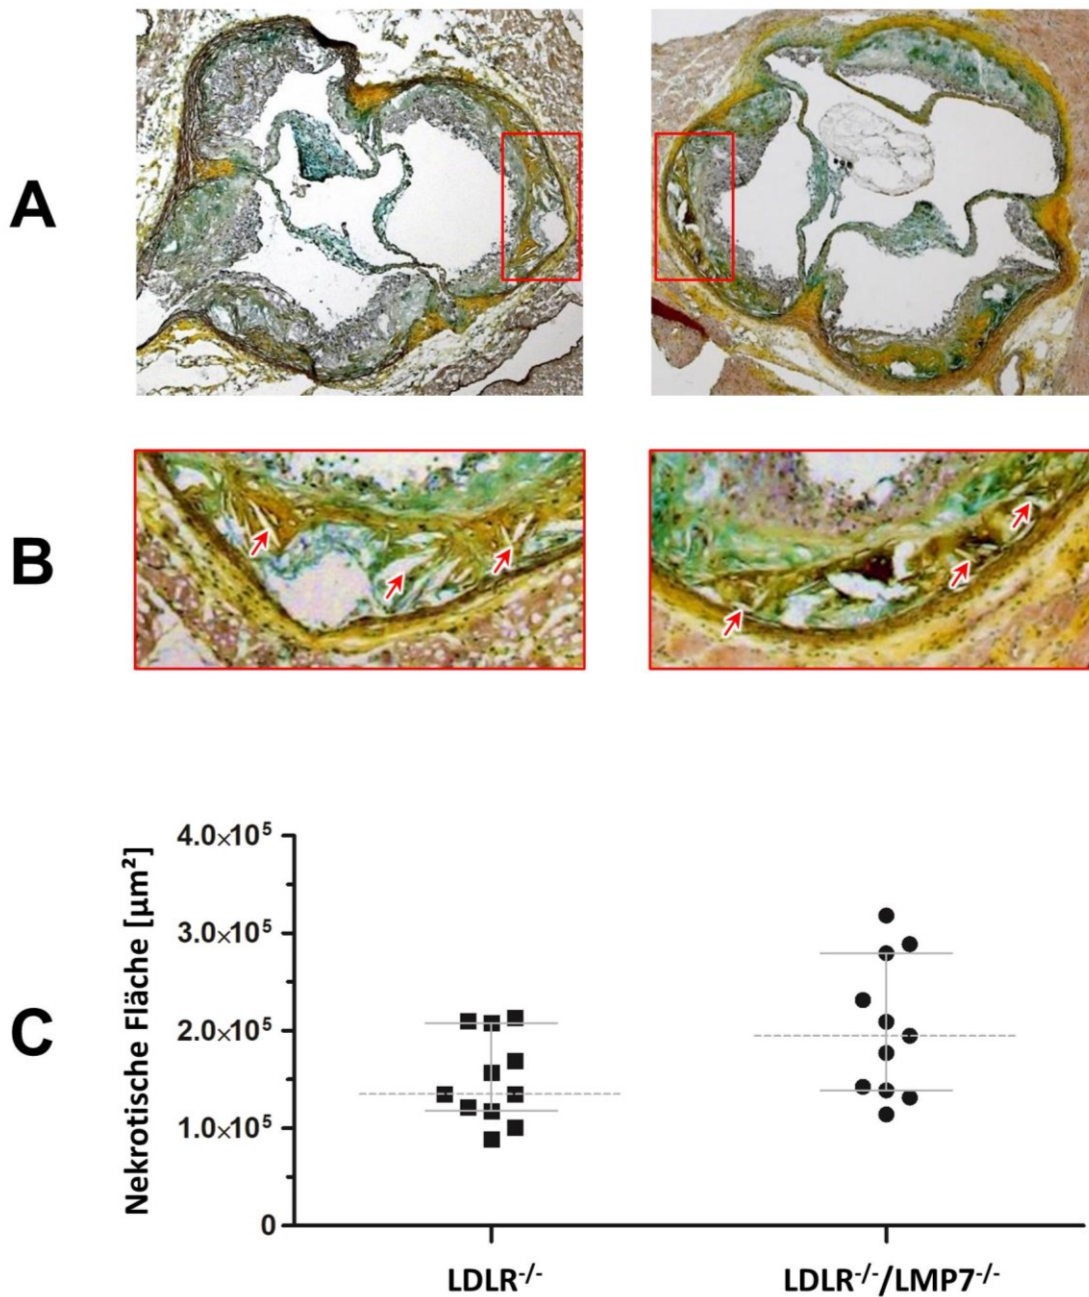 A
B
C
Nekrotische Fläche [µm²]
4.0×10⁵
3.0×10⁵
2.0×10⁵
1.0×10⁵
0
LDLR⁻/⁻
LDLR⁻/⁻/LMP7⁻/⁻